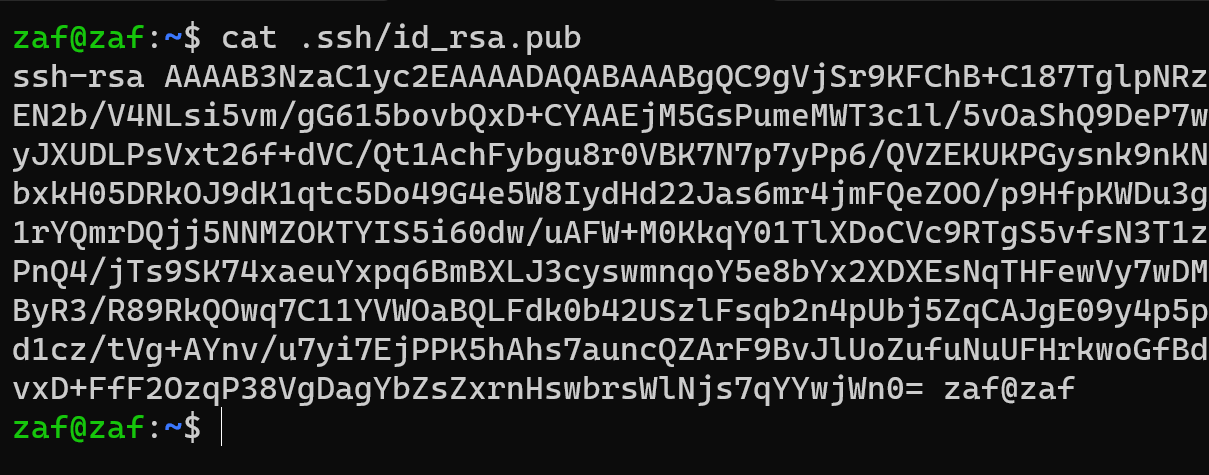 zaf@zaf:~$ cat .ssh/id_rsa.pub
ssh-rsa AAAAB3NzaC1yc2EAAAADAQABAAABgQC9gVjSr9KFChB+C187TglpNRz
EN2b/V4NLsi5vm/gG615bovbQxD+CYAAEjM5GsPumeMWT3c1l/5vOaShQ9DeP7w
yJXUDLPsVxt26f+dVC/Qt1AchFybgu8r0VBK7N7p7yPp6/QVZEKUKPGysnk9nKN
bxkH05DRkOJ9dK1qtc5Do49G4e5W8IydHd22Jas6mr4jmFQeZOO/p9HfpKWDu3g
1rYQmrDQjj5NNMZOKTYIS5i60dw/uAFW+M0KkqY01TlXDoCVc9RTgS5vfsN3T1z
PnQ4/jTs9SK74xaeuYxpq6BmBXLJ3cyswmnqoY5e8bYx2XDXEsNqTHFewVy7wDM
ByR3/R89RkQOwq7C11YVWOaBQLFdk0b42USzlFsqb2n4pUbj5ZqCAJgE09y4p5p
d1cz/tVg+AYnv/u7yi7EjPPK5hAhs7auncQZArF9BvJlUoZufuNuUFHrkwoGfBd
vxD+FfF2OzqP38VgDagYbZsZxrnHswbrsWlNjs7qYYwjWn0= zaf@zaf
zaf@zaf:~$